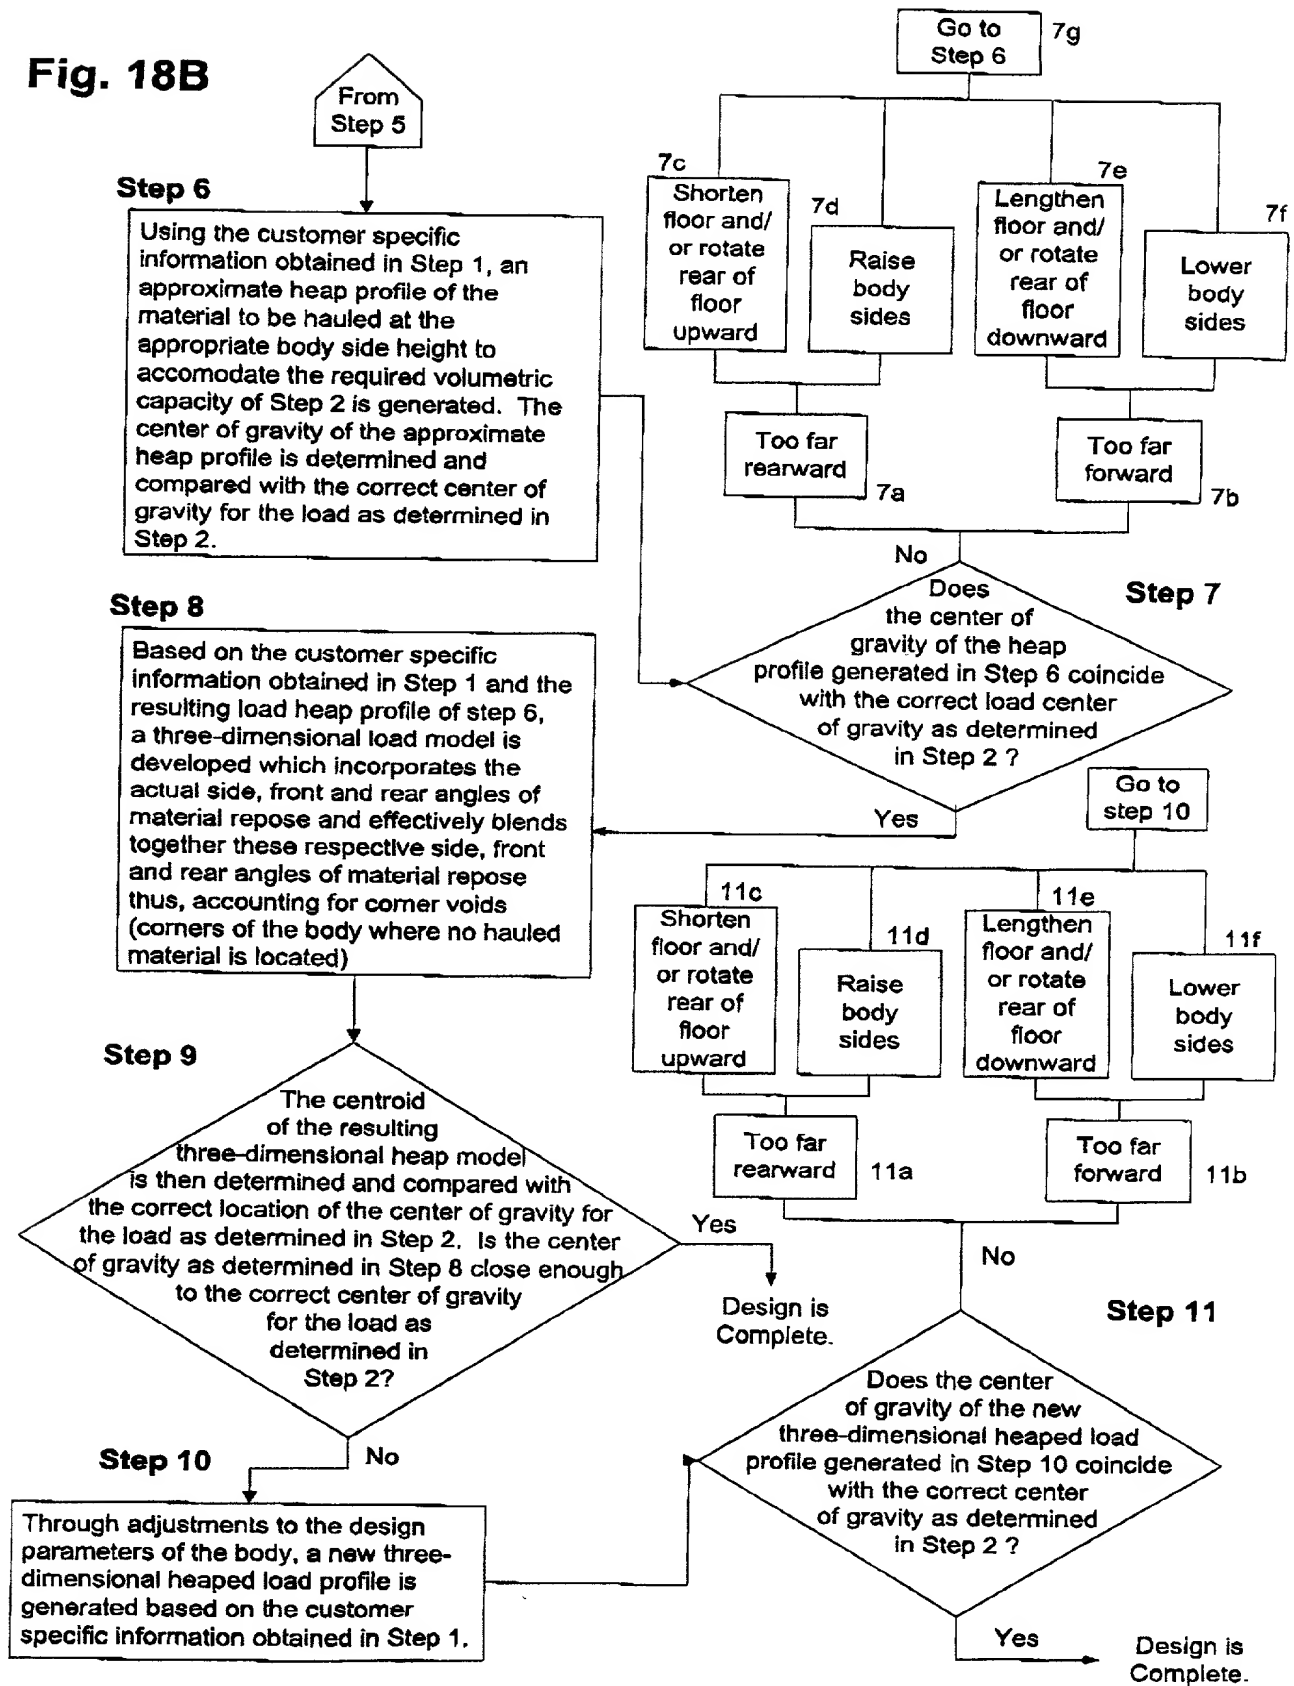 Fig. 18B
From
Step 5
Step 6
Using the customer specific
information obtained in Step 1, an
approximate heap profile of the
material to be hauled at the
appropriate body side height to
accomodate the required volumetric
capacity of Step 2 is generated. The
center of gravity of the approximate
heap profile is determined and
compared with the correct center of
gravity for the load as determined in
Step 2.
Go to
Step 6
7g
7c
Shorten
floor and/
or rotate
rear of
floor
upward
7d
Raise
body
sides
7e
Lengthen
floor and/
or rotate
rear of
floor
downward
7f
Lower
body
sides
Too far
rearward
7a
Too far
forward
7b
No
Step 7
Does
the center of
gravity of the heap
profile generated in Step 6 coincide
with the correct load center
of gravity as determined
in Step 2 ?
Yes
Step 8
Based on the customer specific
information obtained in Step 1 and the
resulting load heap profile of step 6,
a three-dimensional load model is
developed which incorporates the
actual side, front and rear angles of
material repose and effectively blends
together these respective side, front
and rear angles of material repose
thus, accounting for corner voids
(corners of the body where no hauled
material is located)
Step 9
The centroid
of the resulting
three-dimensional heap model
is then determined and compared with
the correct location of the center of gravity for
the load as determined in Step 2. Is the center
of gravity as determined in Step 8 close enough
to the correct center of gravity
for the load as
determined in
Step 2?
Yes
Design is
Complete.
No
Step 10
Through adjustments to the design
parameters of the body, a new three-
dimensional heaped load profile is
generated based on the customer
specific information obtained in Step 1.
Go to
step 10
11c
Shorten
floor and/
or rotate
rear of
floor
upward
11d
Raise
body
sides
11e
Lengthen
floor and/
or rotate
rear of
floor
downward
11f
Lower
body
sides
Too far
rearward
11a
Too far
forward
11b
No
Step 11
Does the center
of gravity of the new
three-dimensional heaped load
profile generated in Step 10 coincide
with the correct center
of gravity as determined
in Step 2 ?
Yes
Design is
Complete.